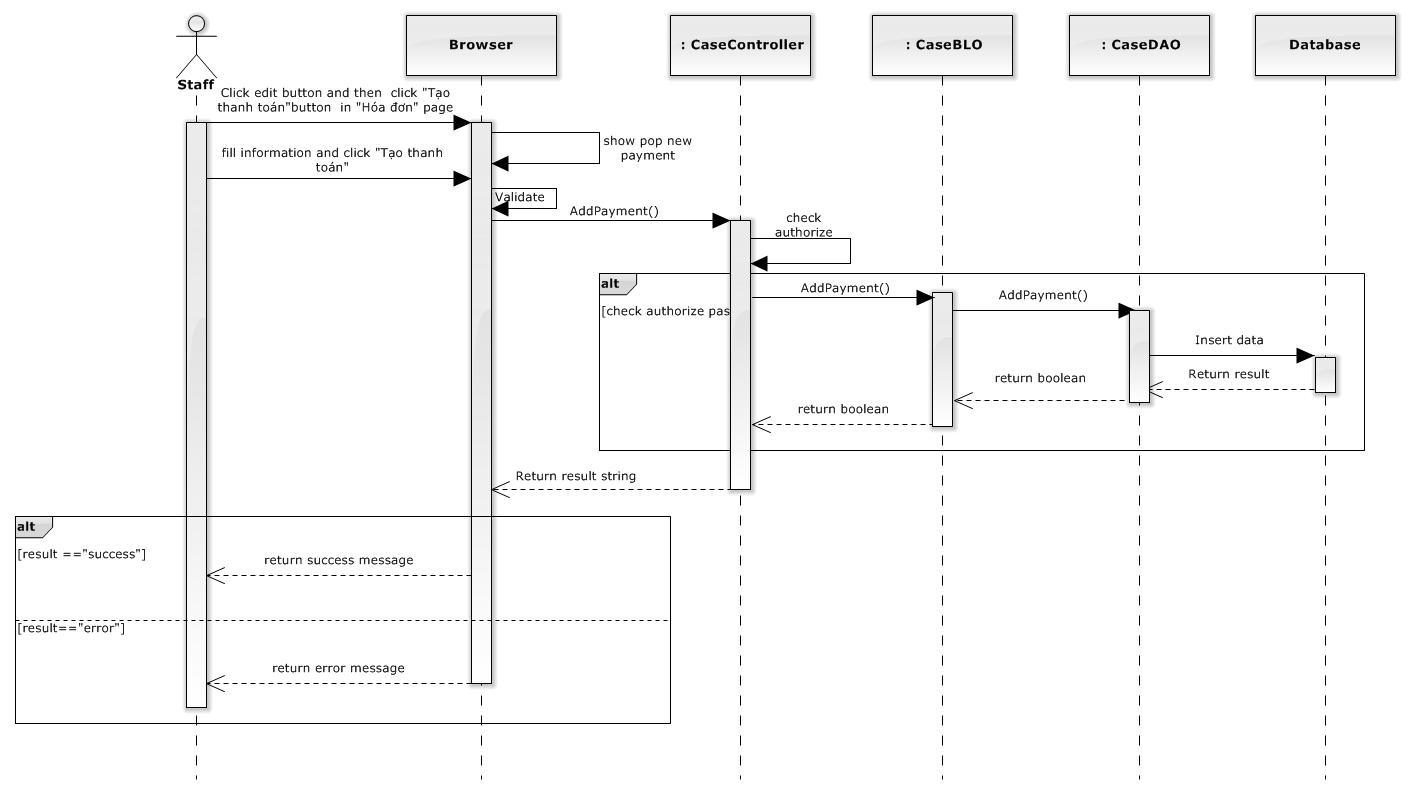 Staff
Browser
: CaseController
: CaseBLO
: CaseDAO
Database
Click edit button and then  click "Tạo
thanh toán"button  in "Hóa đơn" page
show pop new
payment
fill information and click "Tạo thanh
toán"
Validate
AddPayment()
check
authorize
alt
[check authorize pas
AddPayment()
AddPayment()
Insert data
Return result
return boolean
return boolean
Return result string
alt
[result =="success"]
return success message
[result=="error"]
return error message